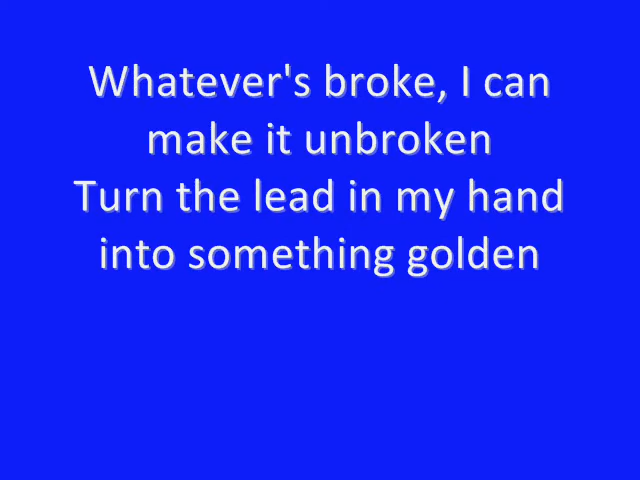 Whatever's broke, I can
make it unbroken
Turn the lead in my hand
into something golden